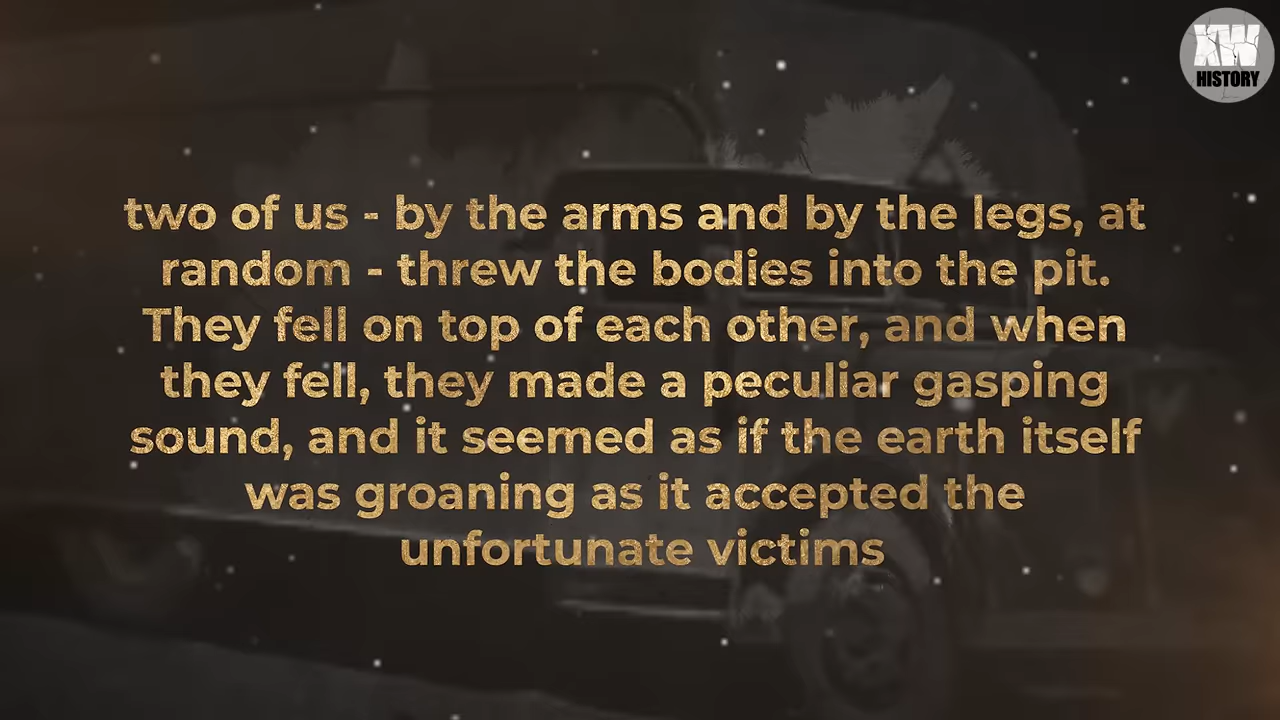 XW
HISTORY
two of us - by the arms and by the legs, at
random - threw the bodies into the pit.
They fell on top of each other, and when
they fell, they made a peculiar gasping
sound, and it seemed as if the earth itself
was groaning as it accepted the
unfortunate victims